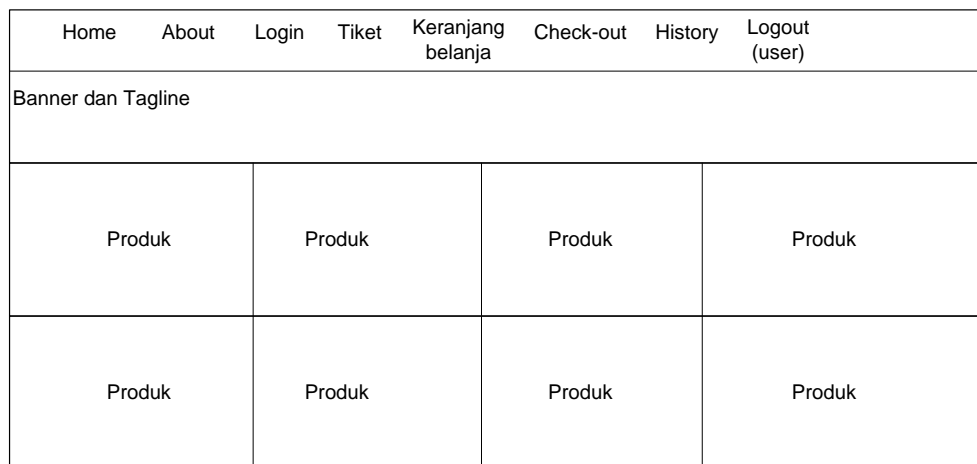 Home About Login Tiket Keranjang belanja Check-out History Logout (user)
Banner dan Tagline
Produk Produk Produk Produk
Produk Produk Produk Produk